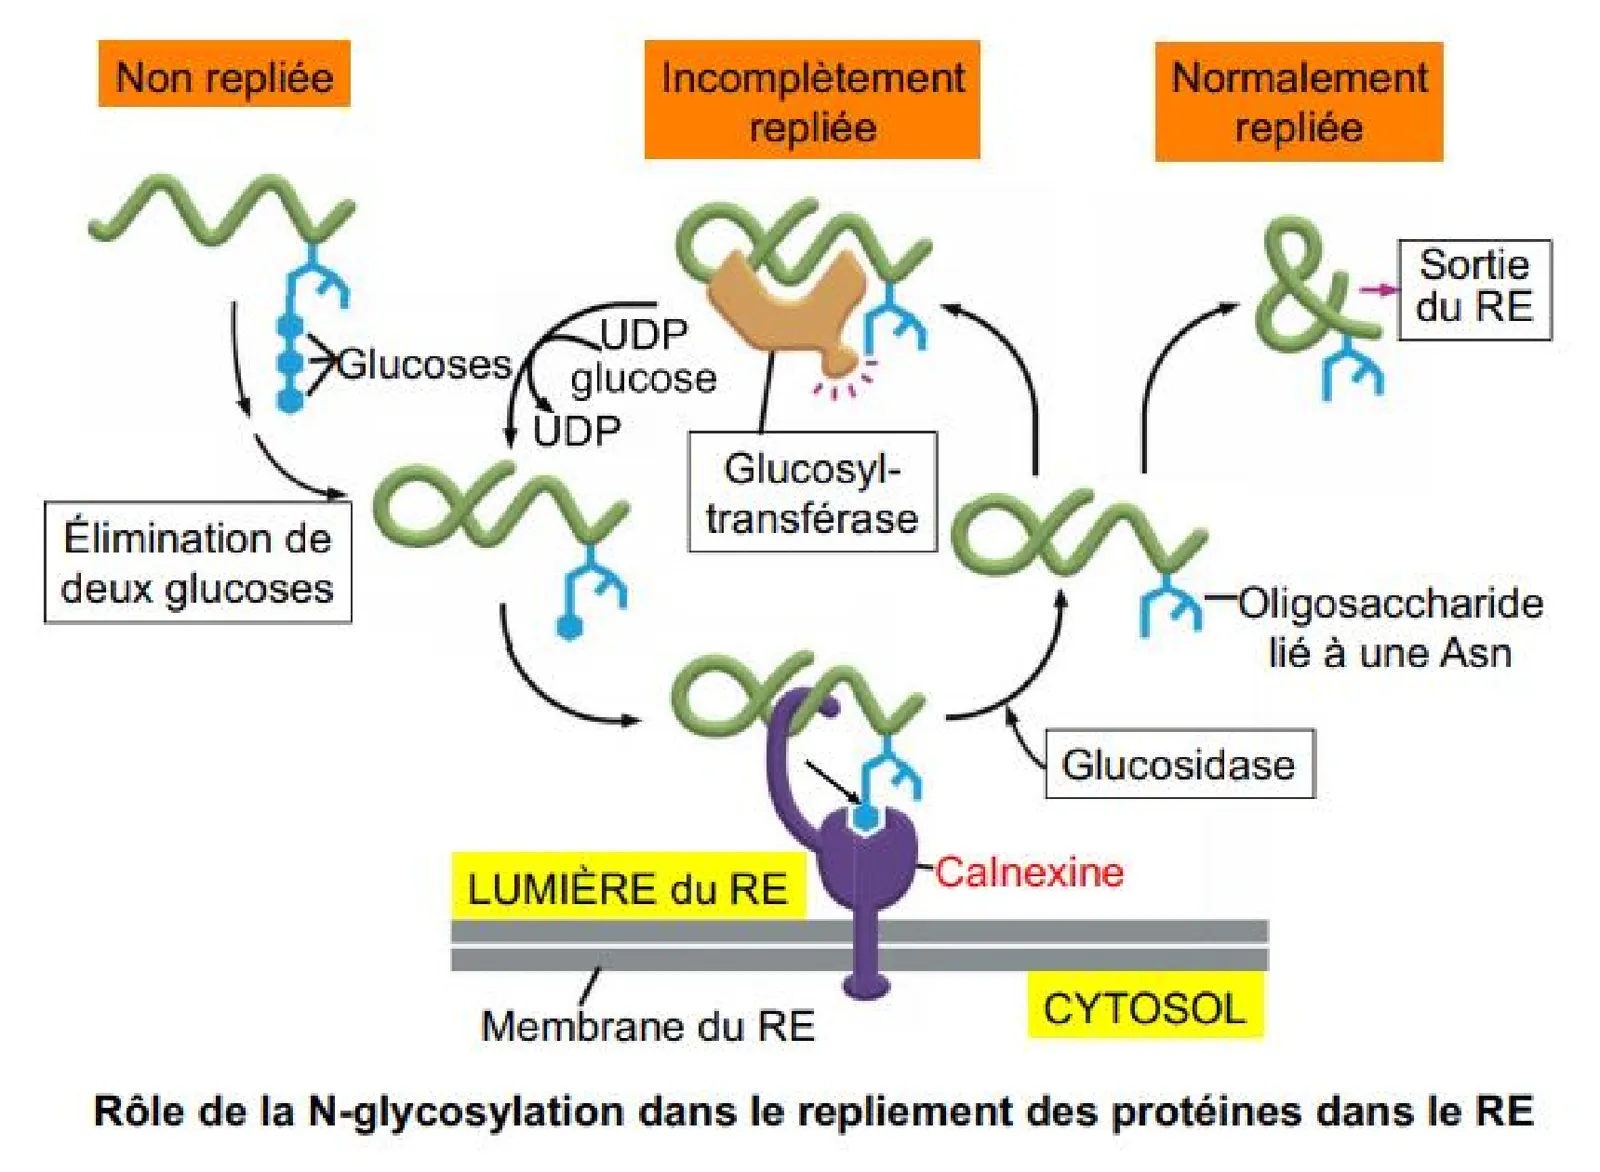 Non repliée
Incomplètement
repliée
Normalement
repliée
Sortie
du RE
Glucoses
UDP
glucose
UDP
Glucosyl-
transférase
Élimination de
deux glucoses
Oligosaccharide
lié à une Asn
Glucosidase
Calnexine
LUMIÈRE du RE
CYTOSOL
Membrane du RE
Rôle de la N-glycosylation dans le repliement des protéines dans le RE